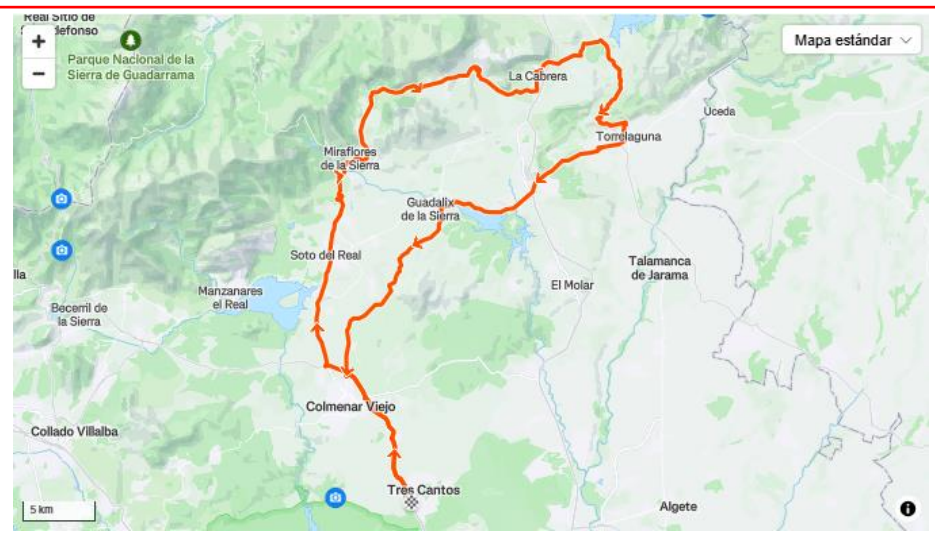 Real Sitio de
defonso
+
−
Parque Nacional de la
Sierra de Guadarrama
Mapa estándar
La Cabrera
Uceda
Torrelaguna
Miraflores
de la Sierra
Guadalix
de la Sierra
Soto del Real
Talamanca
de Jarama
lla
Manzanares
el Real
El Molar
Becerril de
la Sierra
Colmenar Viejo
Collado Villalba
Tres Cantos
5 km
Algete
i